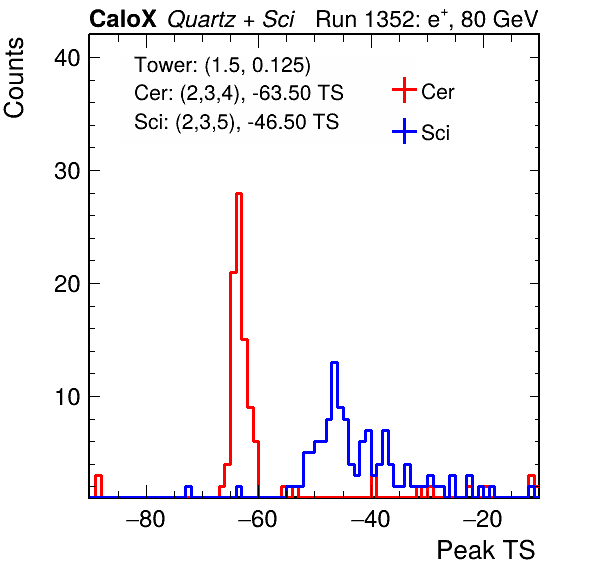 CaloX Quartz + Sci Run 1352: e⁺, 80 GeV
Counts
Tower: (1.5, 0.125)
Cer: (2,3,4), -63.50 TS
Sci: (2,3,5), -46.50 TS
Cer
Sci
40
30
20
10
−80 −60 −40 −20
Peak TS